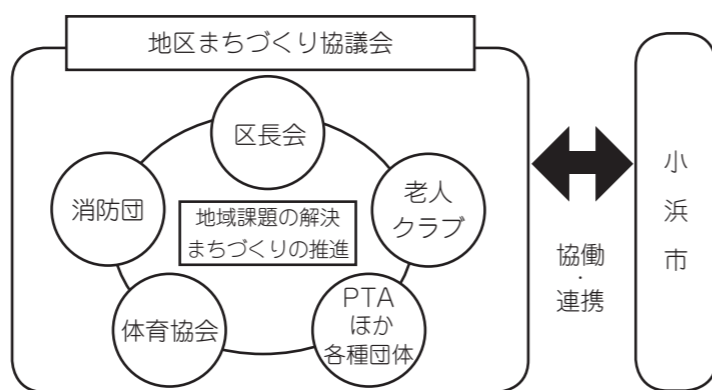 地区まちづくり協議会
区長会
消防団
老人
クラブ
地域課題の解決
まちづくりの推進
体育協会
PTA
ほか
各種団体
協働
・
連携
小浜市